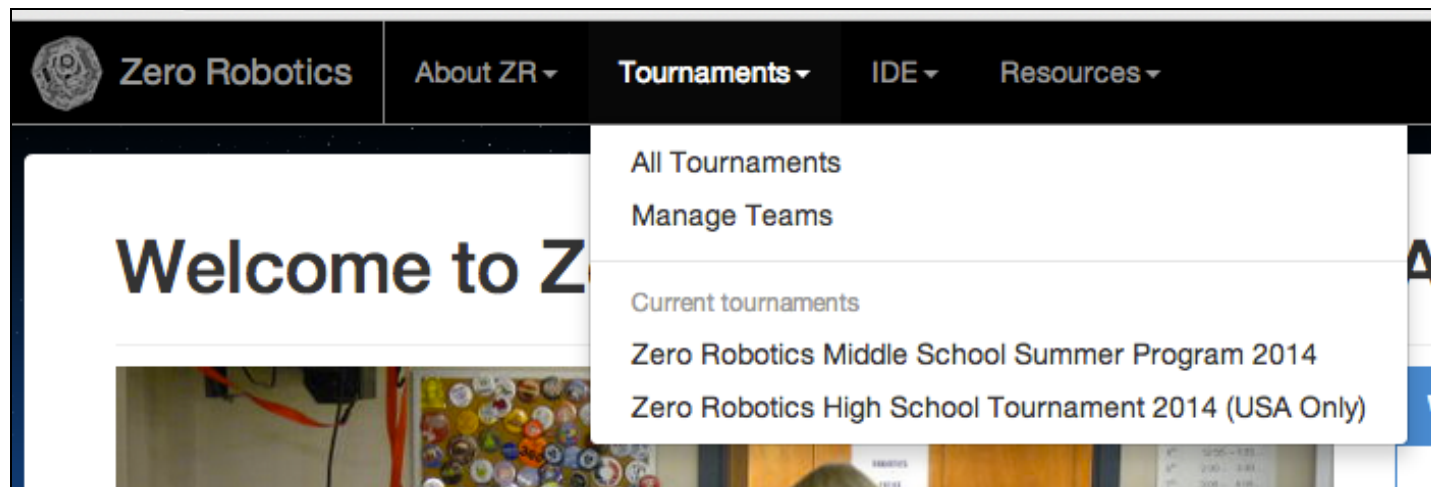 Zero Robotics About ZR Tournaments IDE Resources
All Tournaments
Manage Teams
Welcome to Z
Current tournaments
Zero Robotics Middle School Summer Program 2014
Zero Robotics High School Tournament 2014 (USA Only)